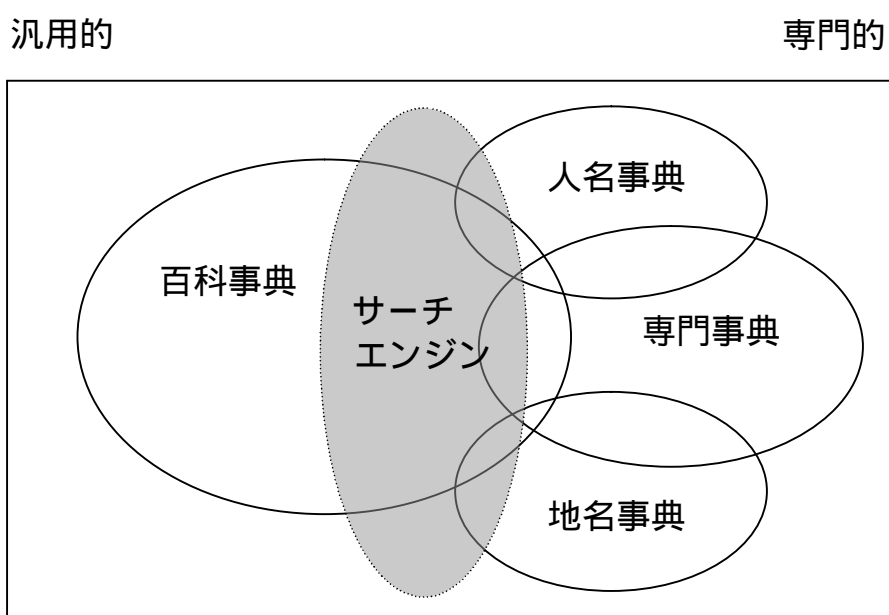 汎用的
専門的
人名事典
百科事典
サーチ
エンジン
専門事典
地名事典